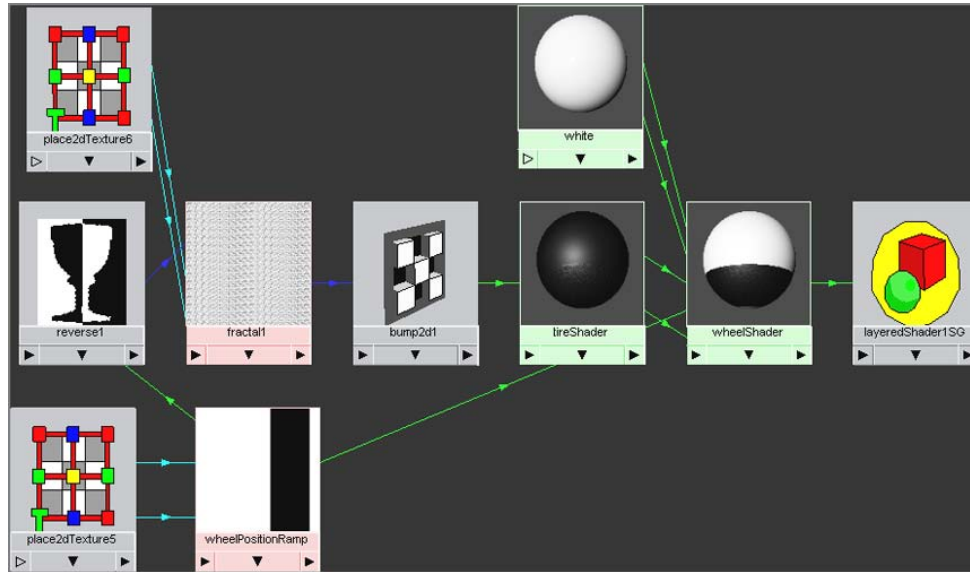 place2dTexture6
white
reverse1
fractal1
bump2d1
tireShader
wheelShader
layeredShader1SG
place2dTexture5
wheelPositionRamp